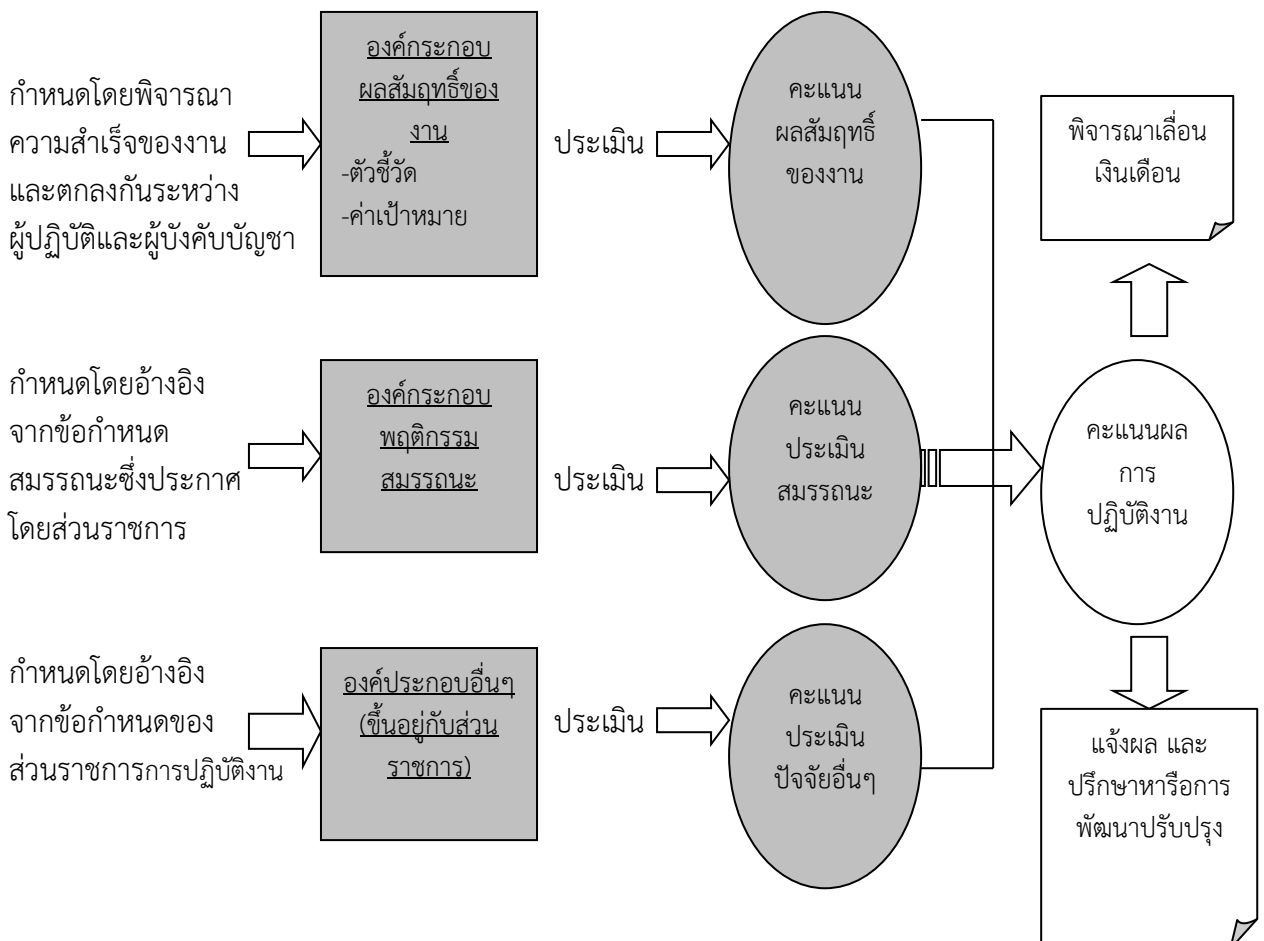 กำหนดโดยพิจารณา
ความสำเร็จของงาน
และตกลงกันระหว่าง
ผู้ปฏิบัติและผู้บังคับบัญชา
องค์กระกอบ
ผลสัมฤทธิ์ของ
งาน
-ตัวชี้วัด
-ค่าเป้าหมาย
ประเมิน
คะแนน
ผลสัมฤทธิ์
ของงาน
พิจารณาเลื่อน
เงินเดือน
กำหนดโดยอ้างอิง
จากข้อกำหนด
สมรรถนะซึ่งประกาศ
โดยส่วนราชการ
องค์กระกอบ
พฤติกรรม
สมรรถนะ
ประเมิน
คะแนน
ประเมิน
สมรรถนะ
คะแนนผล
การ
ปฏิบัติงาน
กำหนดโดยอ้างอิง
จากข้อกำหนดของ
ส่วนราชการการปฏิบัติงาน
องค์ประกอบอื่นๆ
(ขึ้นอยู่กับส่วน
ราชการ)
ประเมิน
คะแนน
ประเมิน
ปัจจัยอื่นๆ
แจ้งผล และ
ปรึกษาหารือการ
พัฒนาปรับปรุง